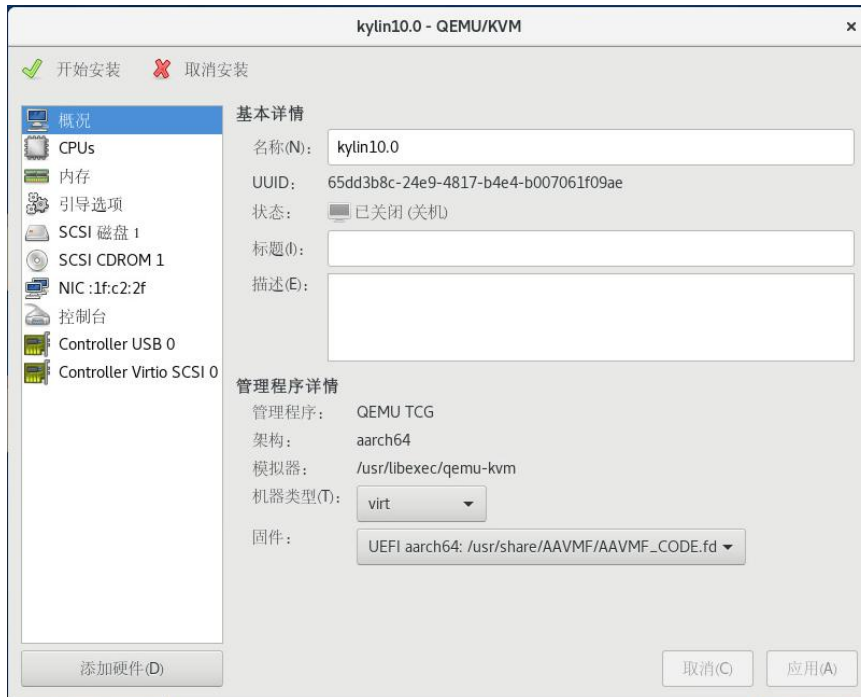 kylin10.0 - QEMU/KVM
开始安装 取消安装
概况
CPUs
内存
引导选项
SCSI 磁盘 1
SCSI CDROM 1
NIC :1f:c2:2f
控制台
Controller USB 0
Controller Virtio SCSI 0
添加硬件(D)
基本详情
名称(N): kylin10.0
UUID: 65dd3b8c-24e9-4817-b4e4-b007061f09ae
状态: 已关闭 (关机)
标题(I):
描述(E):
管理程序详情
管理程序: QEMU TCG
架构: aarch64
模拟器: /usr/libexec/qemu-kvm
机器类型(T): virt
固件: UEFI aarch64: /usr/share/AAVMF/AAVMF_CODE.fd
取消(C) 应用(A)